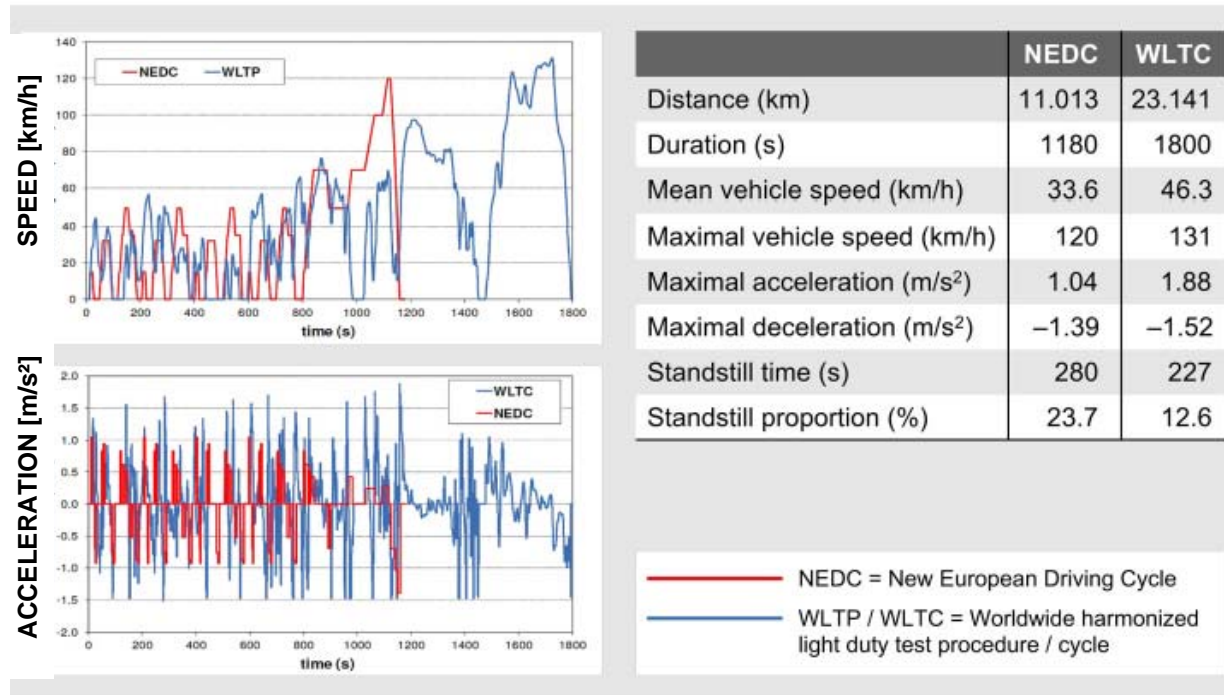 SPEED [km/h]
140
120
100
80
60
40
20
0
NEDC WLTP
0 200 400 600 800 1000 1200 1400 1600 1800
time (s)
ACCELERATION [m/s²]
2.0
1.5
1.0
0.5
0.0
-0.5
-1.0
-1.5
-2.0
WLTC
NEDC
0 200 400 600 800 1000 1200 1400 1600 1800
time (s)
NEDC WLTC
Distance (km) 11.013 23.141
Duration (s) 1180 1800
Mean vehicle speed (km/h) 33.6 46.3
Maximal vehicle speed (km/h) 120 131
Maximal acceleration (m/s²) 1.04 1.88
Maximal deceleration (m/s²) –1.39 –1.52
Standstill time (s) 280 227
Standstill proportion (%) 23.7 12.6
NEDC = New European Driving Cycle
WLTP / WLTC = Worldwide harmonized
light duty test procedure / cycle